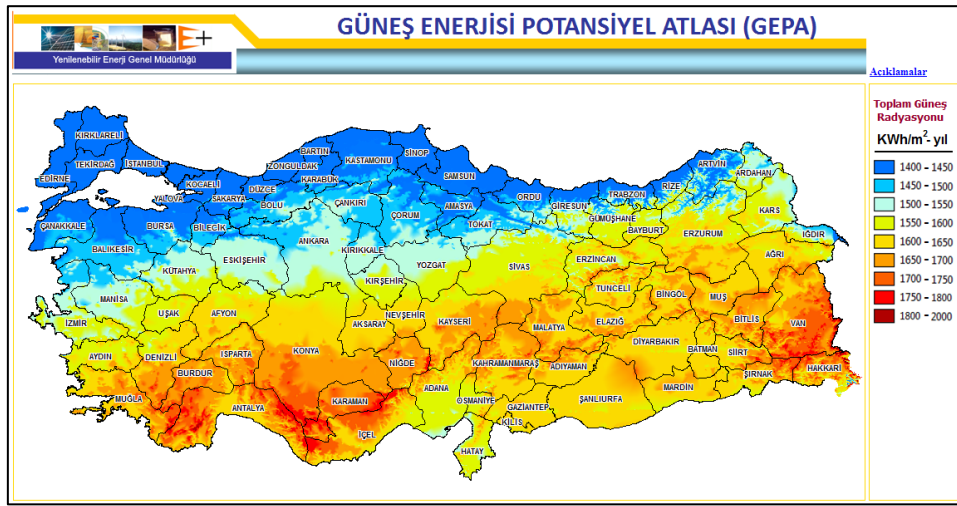 GÜNEŞ ENERJİSİ POTANSİYEL ATLASI (GEPA)
E+
Yenilenebilir Enerji Genel Müdürlüğü
Açıklamalar
Toplam Güneş
Radyasyonu
KWh/m²- yıl
1400 - 1450
1450 - 1500
1500 - 1550
1550 - 1600
1600 - 1650
1650 - 1700
1700 - 1750
1750 - 1800
1800 - 2000
KIRKLARELİ
TEKİRDAĞ
İSTANBUL
EDİRNE
KOCAELİ
YALOVA
SAKARYA
DÜZCE
BOLU
ZONGULDAK
BARTIN
KARABÜK
KASTAMONU
SİNOP
SAMSUN
ORDU
GİRESUN
TRABZON
RİZE
ARTVİN
ARDAHAN
ÇANAKKALE
BALIKESİR
BURSA
BİLECİK
ÇANKIRI
ÇORUM
AMASYA
TOKAT
GÜMÜŞHANE
BAYBURT
ERZURUM
KARS
IĞDIR
KÜTAHYA
ESKİŞEHİR
ANKARA
KIRIKKALE
YOZGAT
SİVAS
ERZİNCAN
AĞRI
MANİSA
UŞAK
AFYON
KIRŞEHİR
NEVŞEHİR
AKSARAY
KAYSERİ
MALATYA
TUNCELİ
ELAZIĞ
BİNGÖL
MUŞ
BİTLİS
VAN
İZMİR
AYDIN
DENİZLİ
ISPARTA
BURDUR
KONYA
NİĞDE
KAHRAMANMARAŞ
ADIYAMAN
DİYARBAKIR
BATMAN
SİİRT
HAKKARİ
MUĞLA
ANTALYA
KARAMAN
İÇEL
ADANA
OSMANİYE
GAZİANTEP
KİLİS
ŞANLIURFA
MARDİN
ŞIRNAK
HATAY